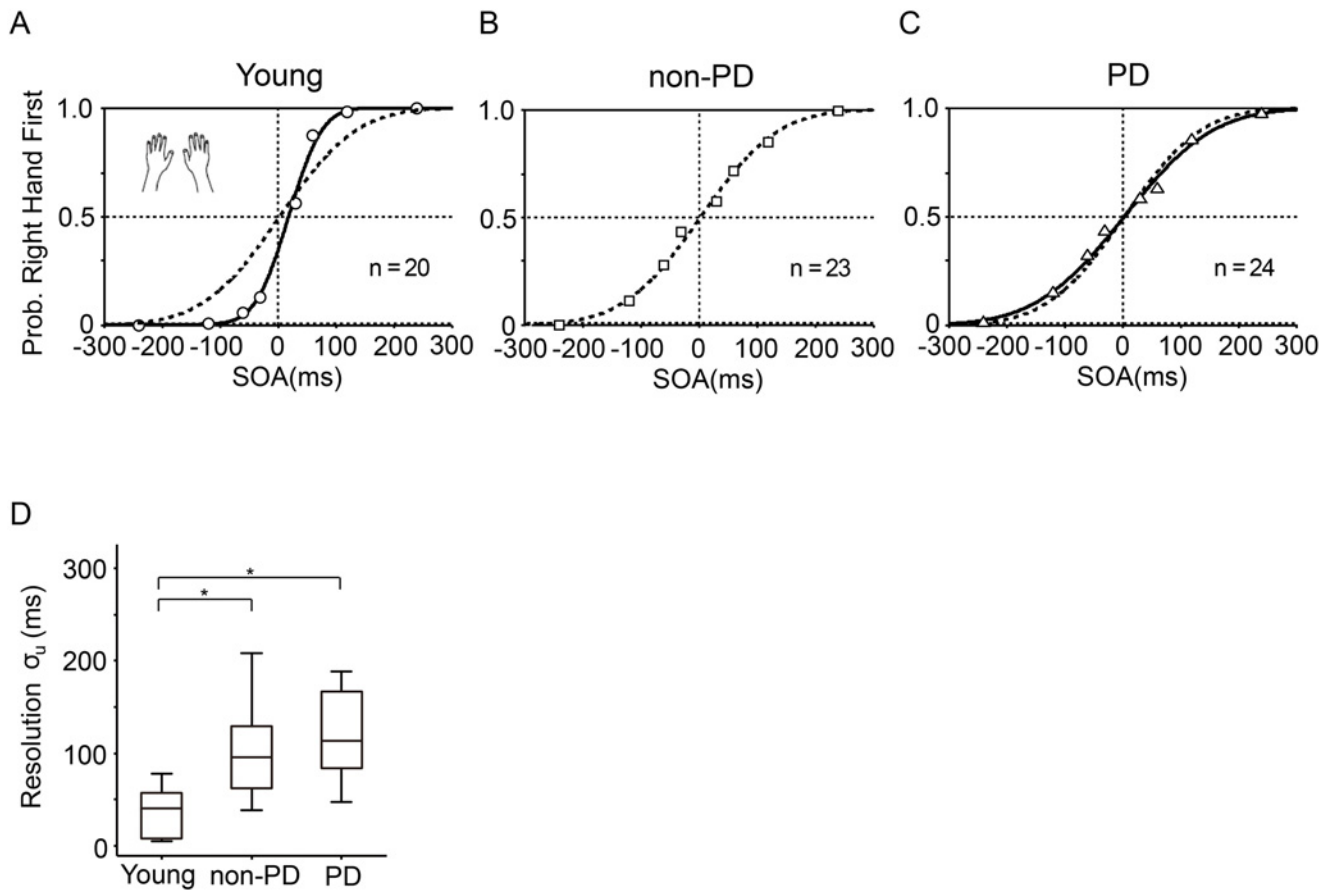 A
B
C
Young
non-PD
PD
Prob. Right Hand First
1.0
0.5
0
n = 20
-300 -200 -100 0 100 200 300
SOA(ms)
1.0
0.5
0
n = 23
-300 -200 -100 0 100 200 300
SOA(ms)
1.0
0.5
0
n = 24
-300 -200 -100 0 100 200 300
SOA(ms)
D
Resolution σu (ms)
300
200
100
0
*
*
Young non-PD PD